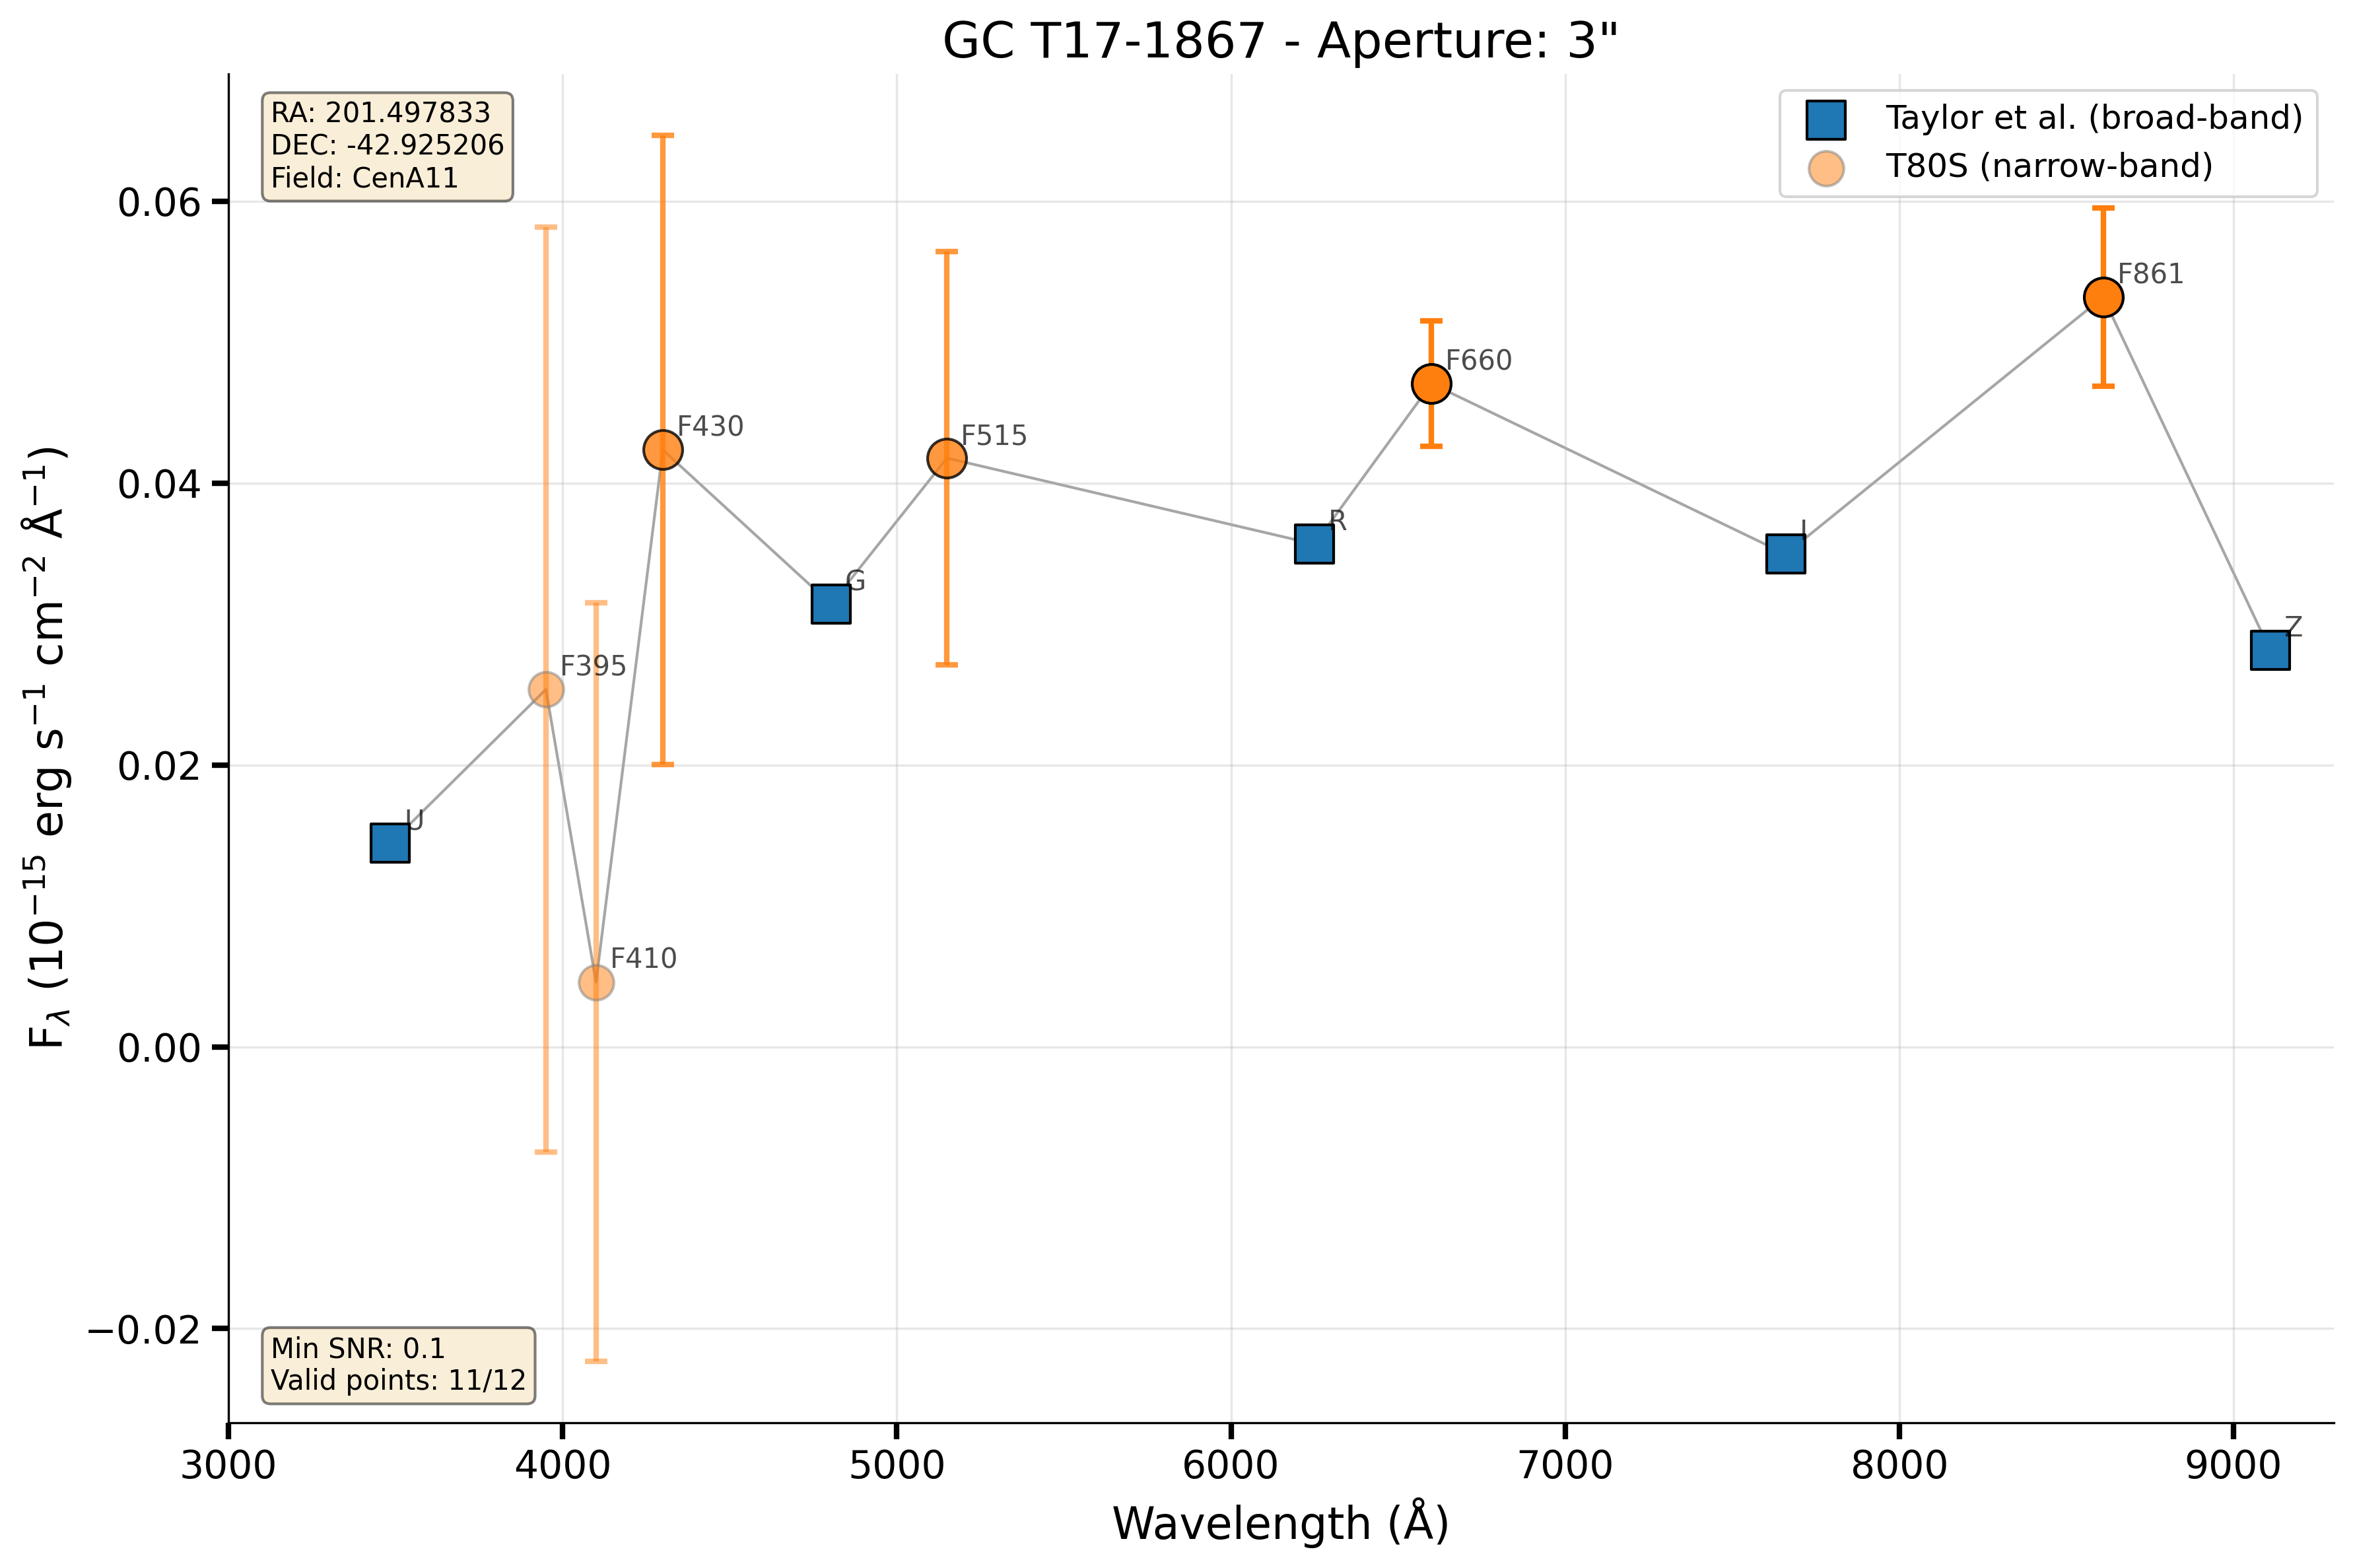 GC T17-1867 - Aperture: 3"
RA: 201.497833
DEC: -42.925206
Field: CenA11
Taylor et al. (broad-band)
T80S (narrow-band)
F861
F660
F430
F515
R
I
G
Z
F395
U
F410
Min SNR: 0.1
Valid points: 11/12
0.06
0.04
0.02
0.00
−0.02
F_λ (10⁻¹⁵ erg s⁻¹ cm⁻² Å⁻¹)
3000 4000 5000 6000 7000 8000 9000
Wavelength (Å)